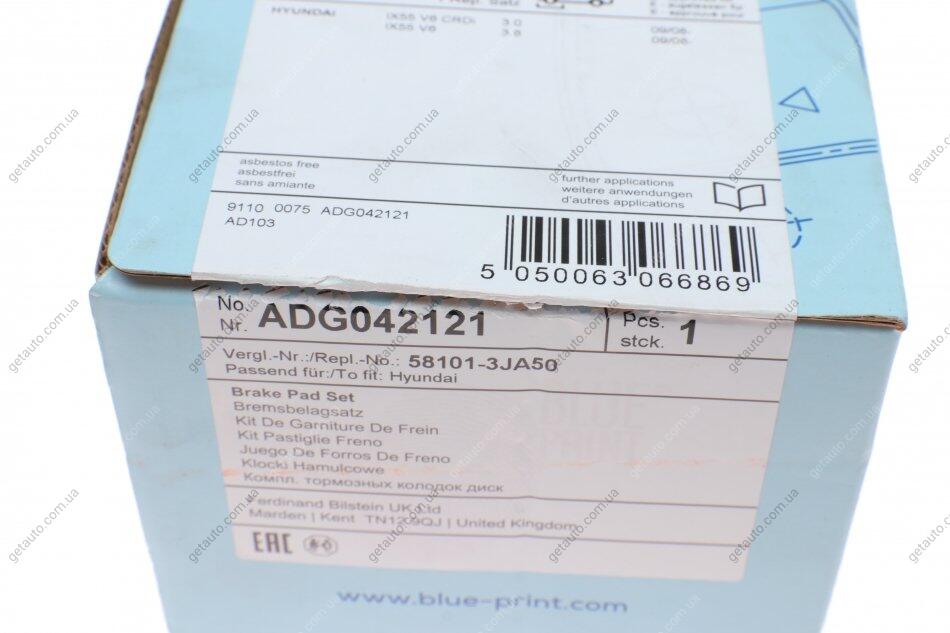 HYUNDAI
IX55 V6 CRDi 3.0 09/08-
IX55 V6 3.8 09/08-
asbestos free
asbestfrei
sans amiante
further applications
weitere anwendungen
d'autres applications
9110 0075 ADG042121
AD103
5 050063 066869
No.
Nr. ADG042121
Pcs.
stck. 1
Vergl.-Nr.:/Repl.-No.: 58101-3JA50
Passend für:/To fit: Hyundai
Brake Pad Set
Bremsbelagsatz
Kit De Garniture De Frein
Kit Pastiglie Freno
Juego De Forros De Freno
Klocki Hamulcowe
Компл. тормозных колодок диск
Ferdinand Bilstein UK Ltd
Marden | Kent TN12 9QJ | United Kingdom
EAC
www.blue-print.com
getauto.com.ua